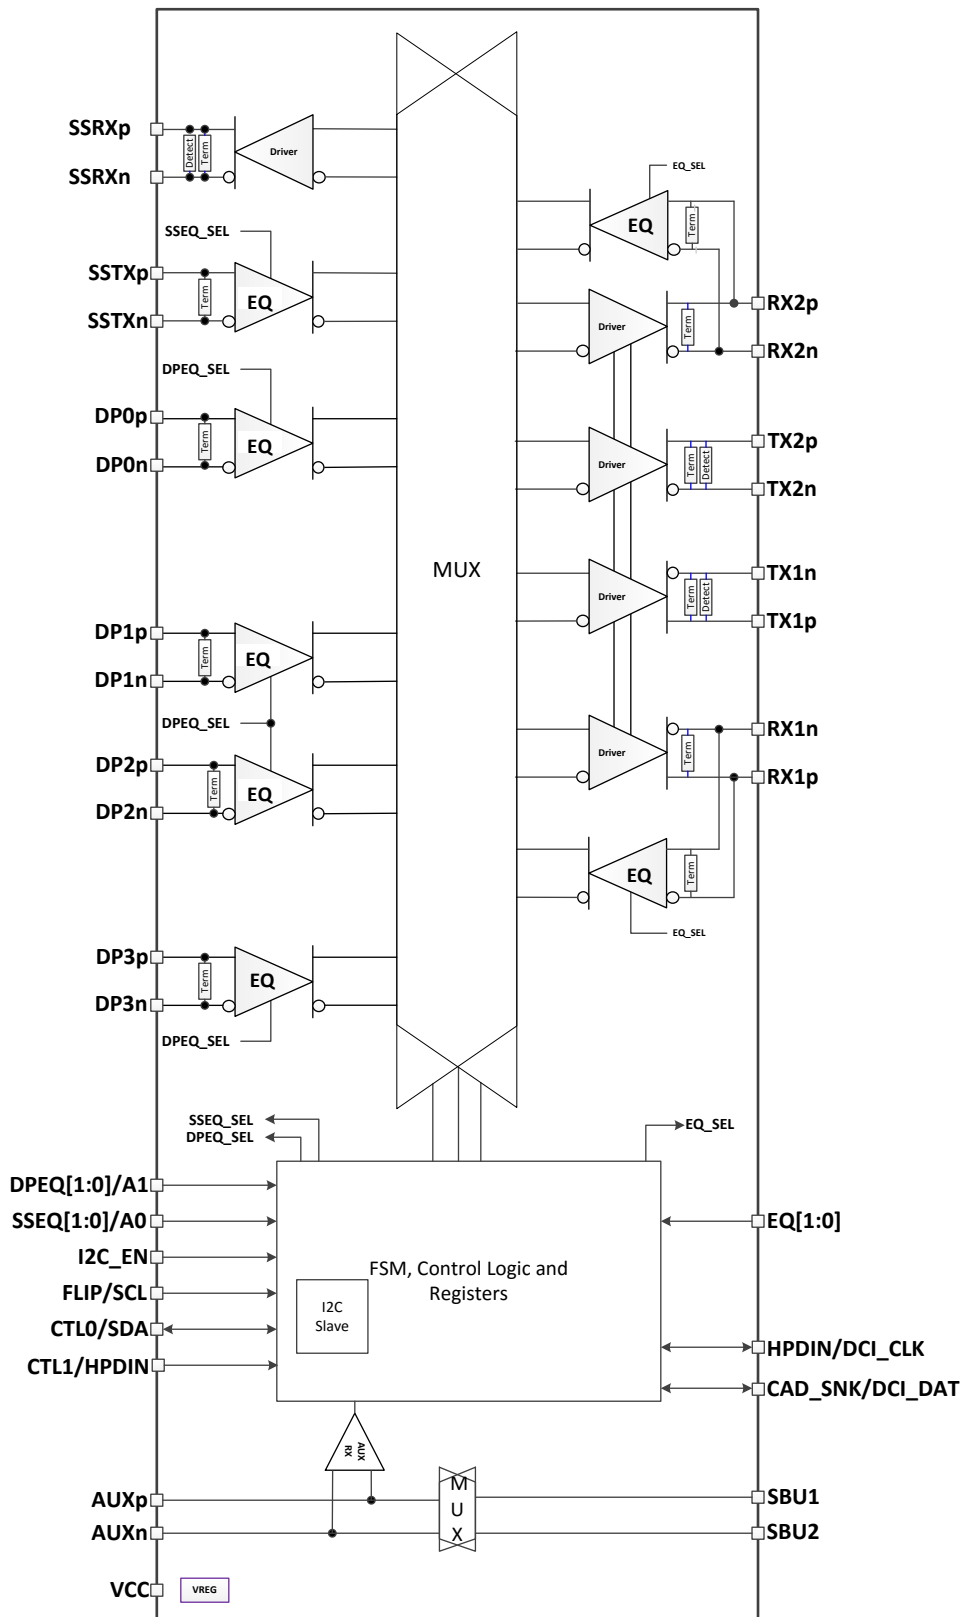 SSRXp
SSRXn
Detect
Term
Driver
SSEQ_SEL
SSTXp
SSTXn
Term
EQ
DPEQ_SEL
DP0p
DP0n
Term
EQ
DP1p
DP1n
Term
EQ
DPEQ_SEL
DP2p
DP2n
Term
EQ
DP3p
DP3n
Term
EQ
DPEQ_SEL
MUX
EQ_SEL
EQ
Term
Driver
Term
RX2p
RX2n
Driver
Term
Detect
TX2p
TX2n
Driver
Term
Detect
TX1n
TX1p
Driver
Term
RX1n
RX1p
EQ
Term
EQ_SEL
SSEQ_SEL
DPEQ_SEL
EQ_SEL
DPEQ[1:0]/A1
SSEQ[1:0]/A0
I2C_EN
FLIP/SCL
CTL0/SDA
CTL1/HPDIN
FSM, Control Logic and
Registers
I2C
Slave
EQ[1:0]
HPDIN/DCI_CLK
CAD_SNK/DCI_DAT
AUX
RX
AUXp
AUXn
M
U
X
SBU1
SBU2
VCC
VREG